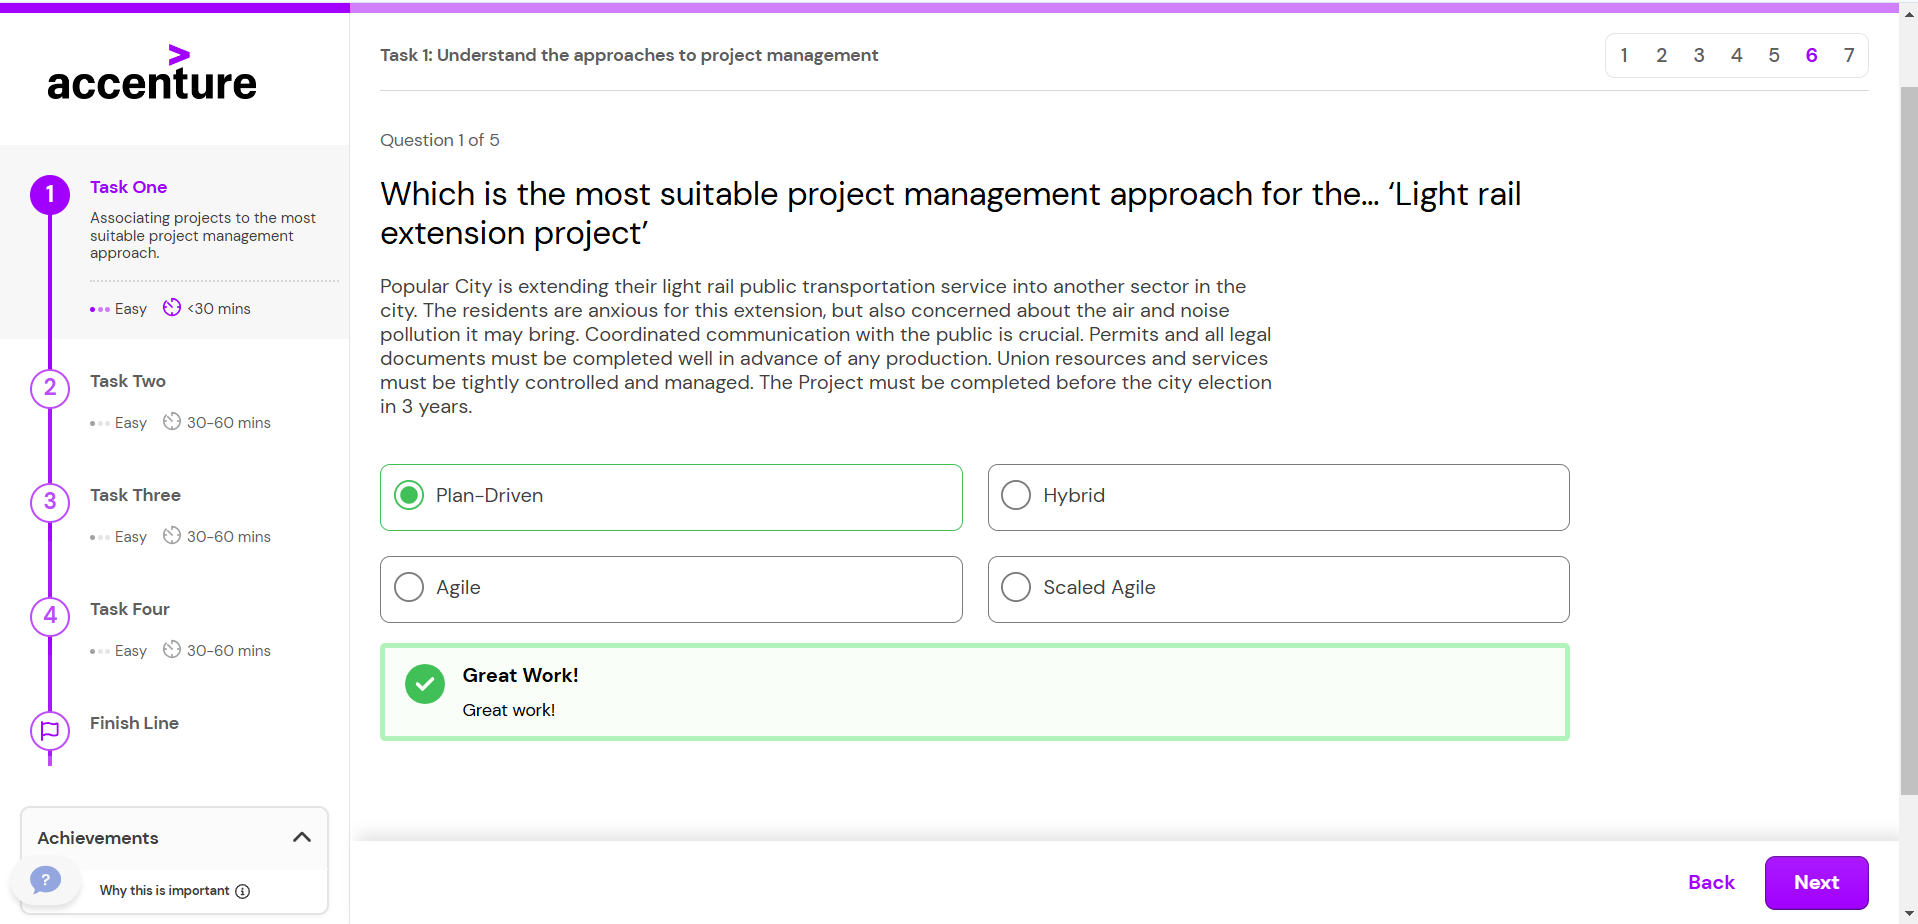 accenture
1
Task One
Associating projects to the most
suitable project management
approach.
Easy
<30 mins
2
Task Two
Easy
30-60 mins
3
Task Three
Easy
30-60 mins
4
Task Four
Easy
30-60 mins
Finish Line
Achievements
?
Why this is important
Task 1: Understand the approaches to project management
1 2 3 4 5 6 7
Question 1 of 5
Which is the most suitable project management approach for the... ‘Light rail
extension project’
Popular City is extending their light rail public transportation service into another sector in the
city. The residents are anxious for this extension, but also concerned about the air and noise
pollution it may bring. Coordinated communication with the public is crucial. Permits and all legal
documents must be completed well in advance of any production. Union resources and services
must be tightly controlled and managed. The Project must be completed before the city election
in 3 years.
Plan-Driven
Hybrid
Agile
Scaled Agile
Great Work!
Great work!
Back
Next